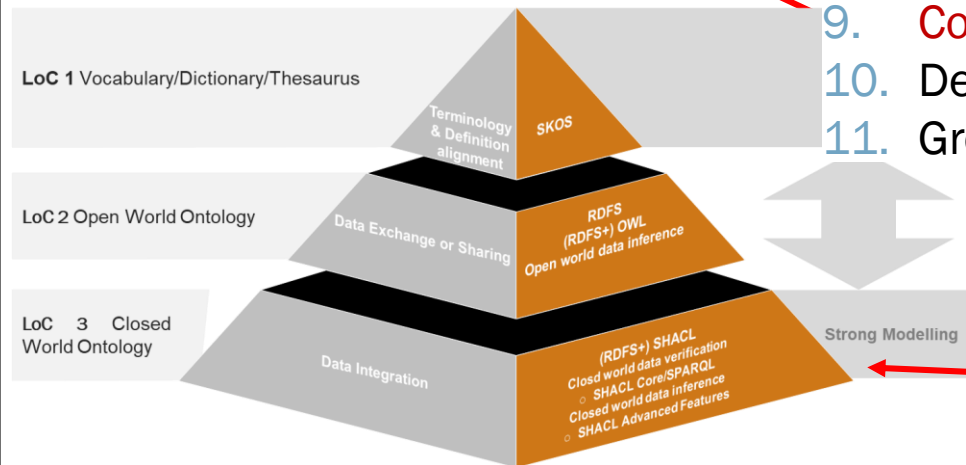 9. Co
10. De
11. Gr
LoC 1 Vocabulary/Dictionary/Thesaurus
Terminology
& Definition
alignment
SKOS
LoC 2 Open World Ontology
Data Exchange or Sharing
RDFS
(RDFS+) OWL
Open world data inference
LoC 3 Closed
World Ontology
Data Integration
(RDFS+) SHACL
Closd world data verification
○ SHACL Core/SPARQL
Closed world data inference
○ SHACL Advanced Features
Strong Modelling